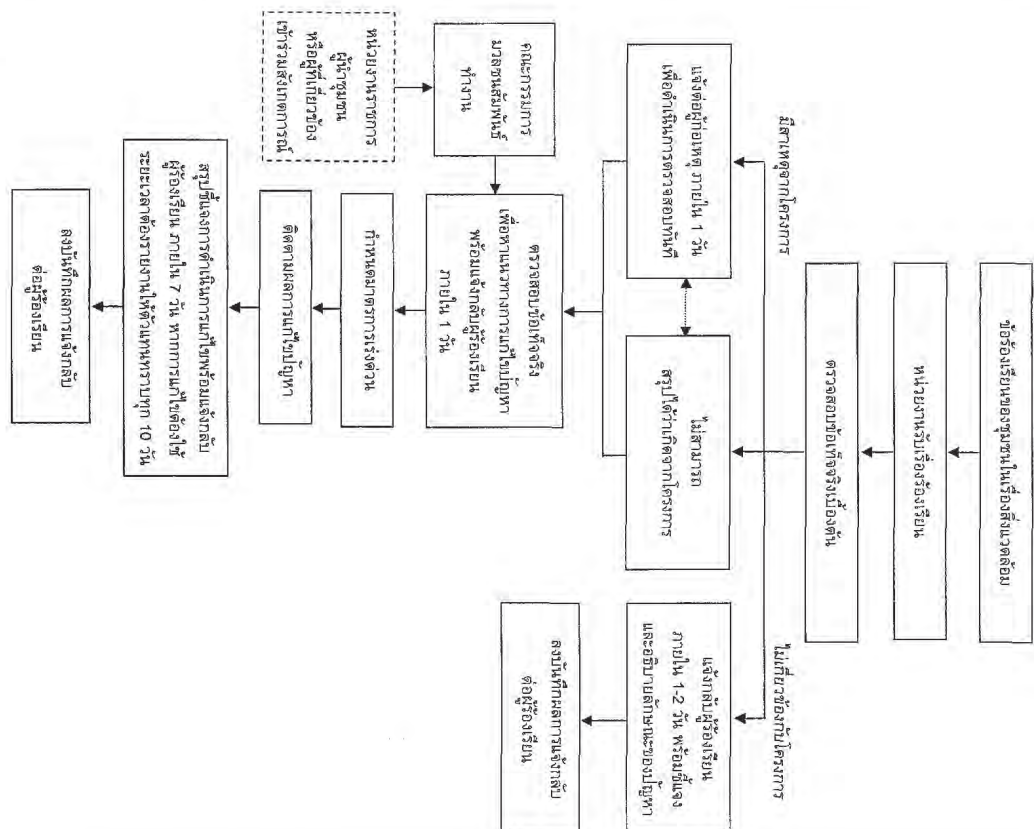 ข้อร้องเรียนของชุมชนในเรื่องสิ่งแวดล้อม
หน่วยงานรับเรื่องร้องเรียน
ตรวจสอบข้อเท็จจริงเบื้องต้น
มีสาเหตุจากโครงการ
ไม่เกี่ยวข้องกับโครงการ
แจ้งต่อผู้ก่อเหตุ ภายใน 1 วัน
เพื่อดำเนินการตรวจสอบทันที
ไม่สามารถ
สรุปได้ว่าเกิดจากโครงการ
แจ้งกลับผู้ร้องเรียน
ภายใน 1-2 วัน พร้อมชี้แจง
และอธิบายลักษณะของปัญหา
ลงบันทึกผลการแจ้งกลับ
ต่อผู้ร้องเรียน
คณะกรรมการ
มวลชนสัมพันธ์
ทำงาน
หน่วยงานราชการ
ผู้นำชุมชน
หรือผู้ที่เกี่ยวข้อง
เข้าร่วมสังเกตการณ์
ตรวจสอบข้อเท็จจริง
เพื่อหาแนวทางการแก้ไขปัญหา
พร้อมแจ้งกลับผู้ร้องเรียน
ภายใน 1 วัน
กำหนดมาตรการเร่งด่วน
ติดตามผลการแก้ไขปัญหา
สรุปชี้แจงการดำเนินการแก้ไขพร้อมแจ้งกลับ
ผู้ร้องเรียน ภายใน 7 วัน หากการแก้ไขต้องใช้
ระยะเวลาต้องรายงานให้ตัวแทนทราบทุก 10 วัน
ลงบันทึกผลการแจ้งกลับ
ต่อผู้ร้องเรียน